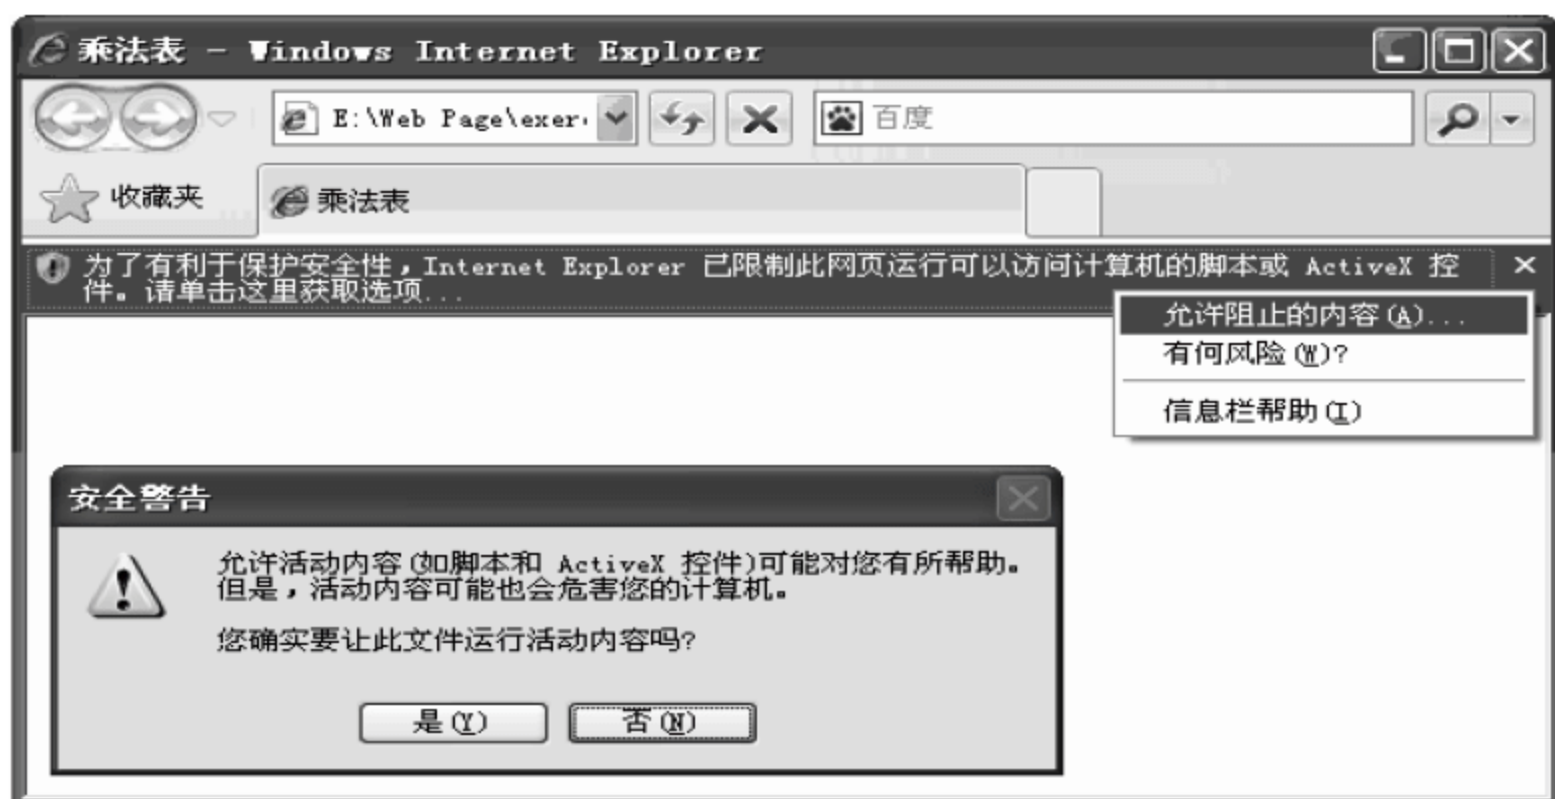 乘法表 - Windows Internet Explorer
E:\Web Page\exer
百度
收藏夹
乘法表
为了有利于保护安全性，Internet Explorer 已限制此网页运行可以访问计算机的脚本或 ActiveX 控
件。请单击这里获取选项...
允许阻止的内容(A)...
有何风险(W)?
信息栏帮助(I)
安全警告
允许活动内容(如脚本和 ActiveX 控件)可能对您有所帮助。
但是，活动内容可能也会危害您的计算机。
您确实要让此文件运行活动内容吗?
是(Y)
否(N)